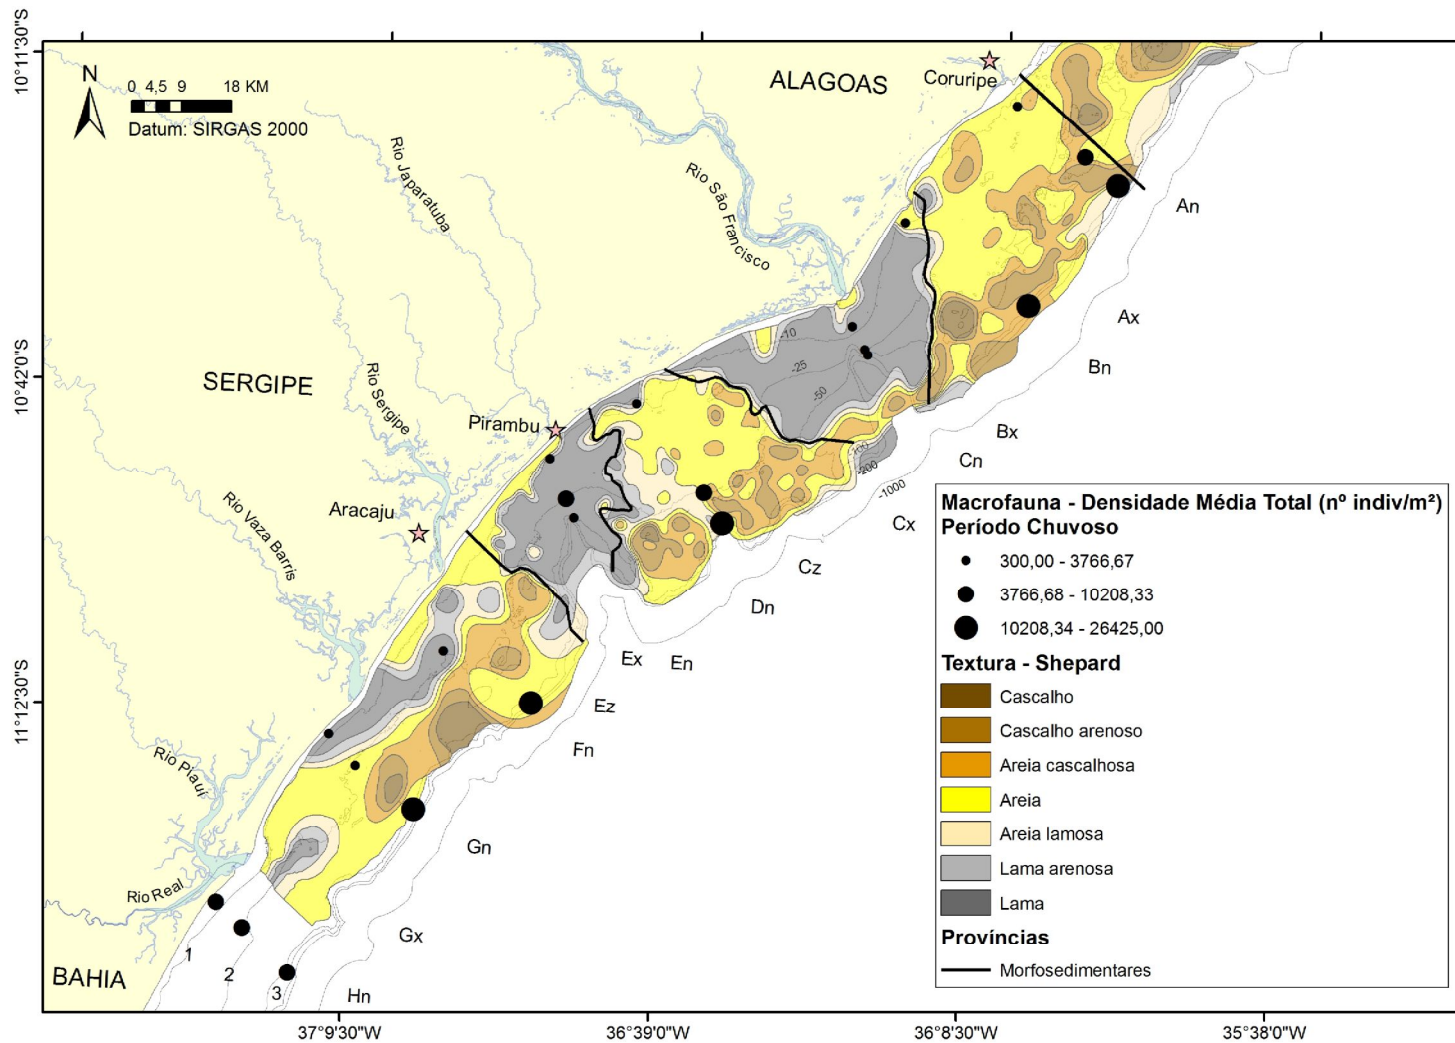 10°11'30"S
N
0 4,5 9 18 KM
Datum: SIRGAS 2000
ALAGOAS
Coruripe
Rio Japaratuba
Rio São Francisco
An
Ax
10°42'0"S
-10
-25
-50
Bn
SERGIPE
Rio Sergipe
Pirambu
Bx
Cn
-200
-1000
Cx
Aracaju
Rio Vaza Barris
Cz
Dn
Ex
En
Ez
Fn
11°12'30"S
Rio Piauí
Gn
Rio Real
Gx
BAHIA
1
2
3
Hn
Macrofauna - Densidade Média Total (nº indiv/m²)
Período Chuvoso
300,00 - 3766,67
3766,68 - 10208,33
10208,34 - 26425,00
Textura - Shepard
Cascalho
Cascalho arenoso
Areia cascalhosa
Areia
Areia lamosa
Lama arenosa
Lama
Províncias
Morfosedimentares
37°9'30"W
36°39'0"W
36°8'30"W
35°38'0"W